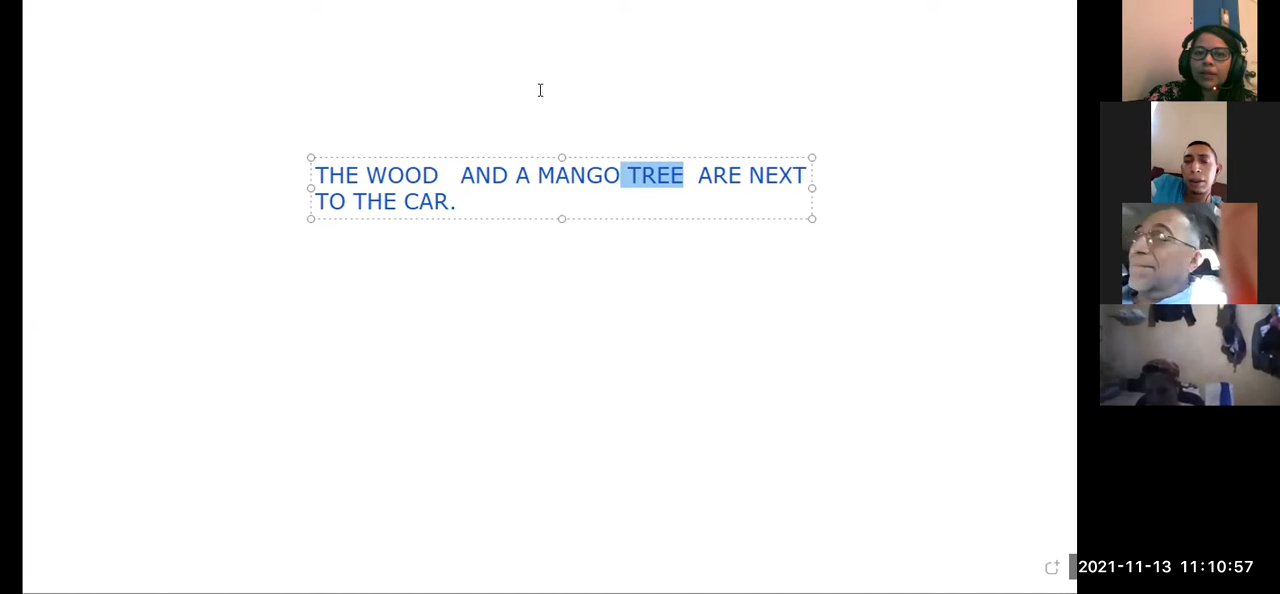 THE WOOD   AND A MANGO TREE  ARE NEXT
TO THE CAR.
2021-11-13 11:10:57